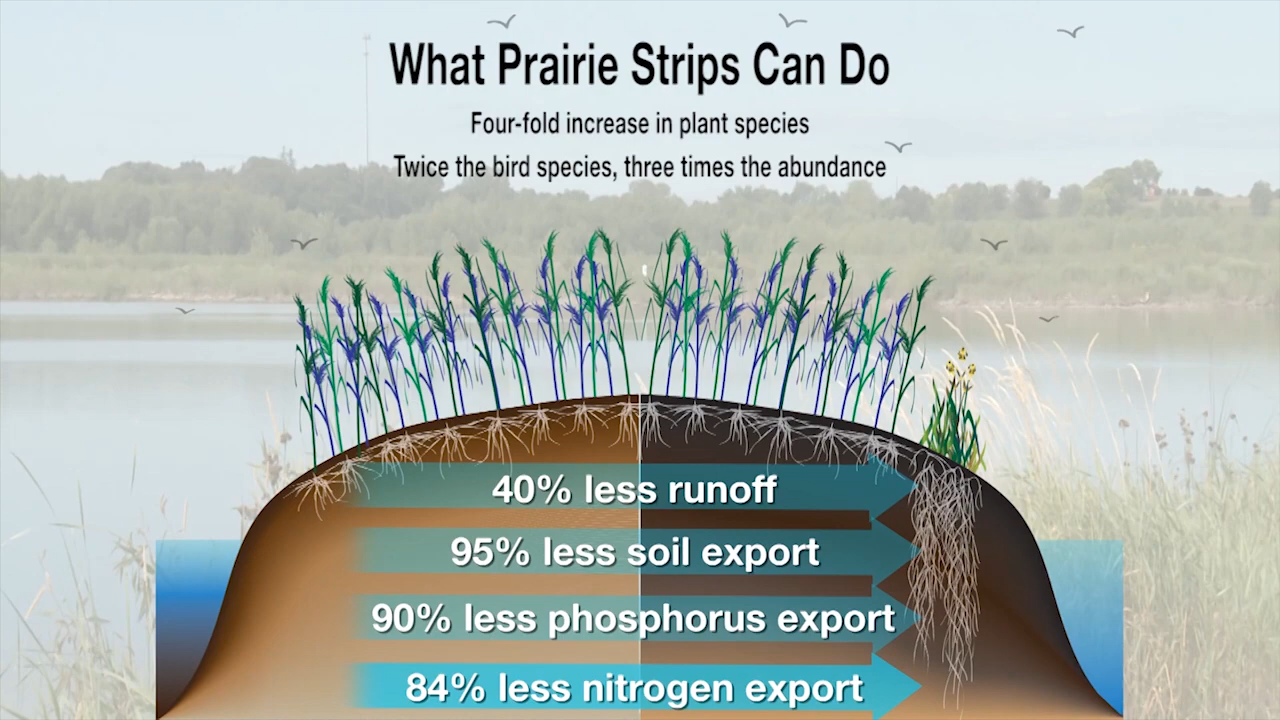 What Prairie Strips Can Do
Four-fold increase in plant species
Twice the bird species, three times the abundance
40% less runoff
95% less soil export
90% less phosphorus export
84% less nitrogen export